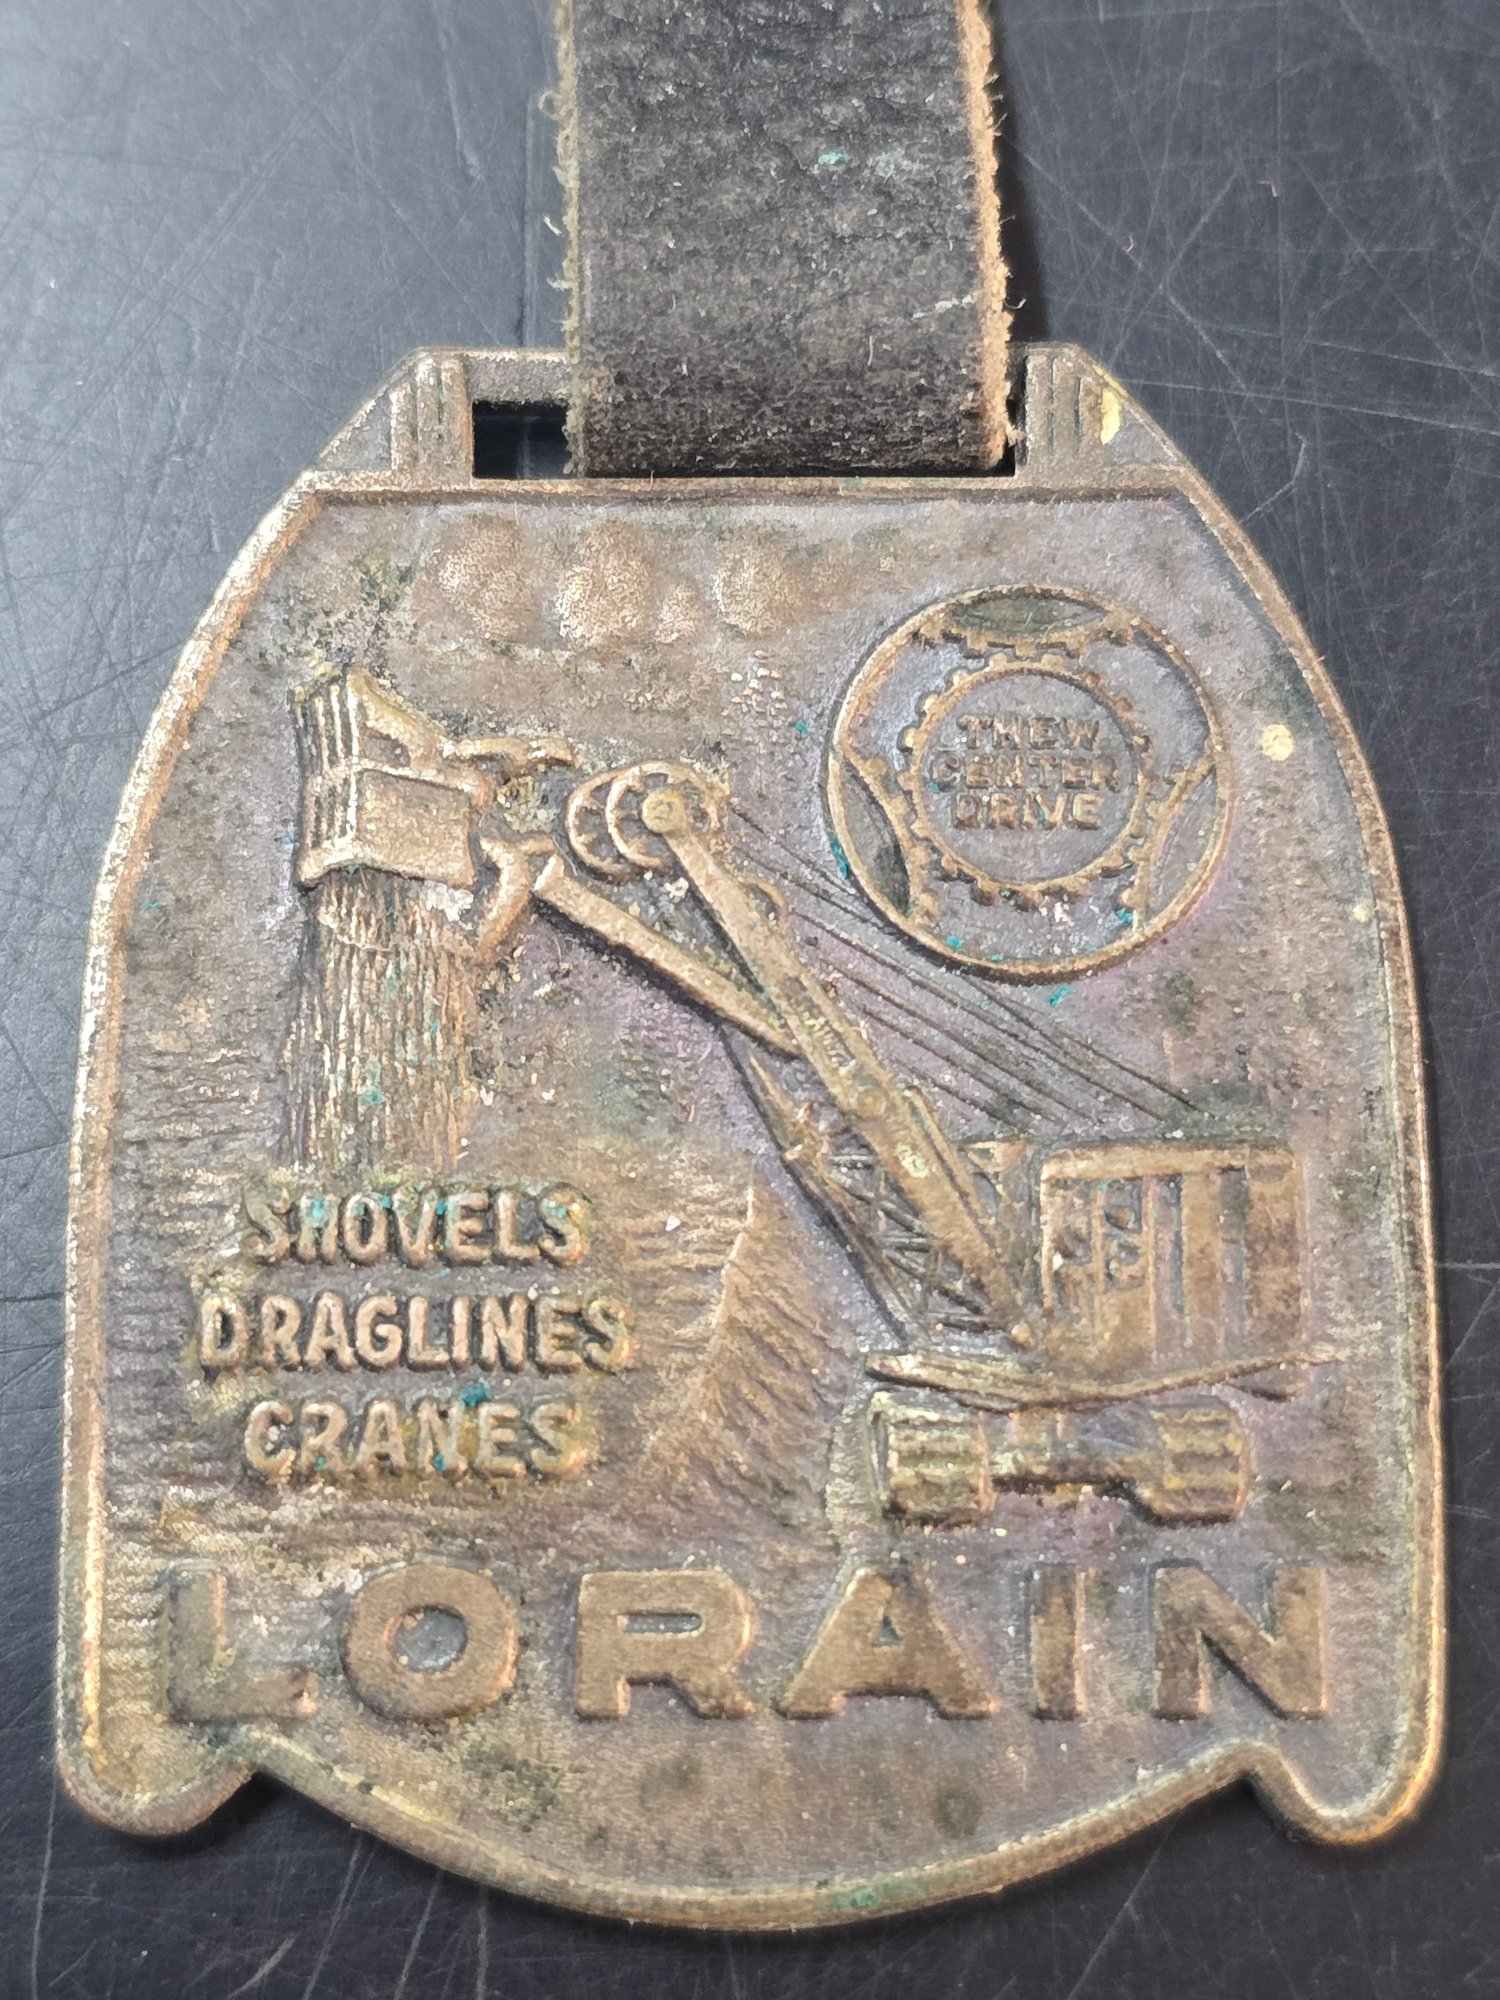 THEW
CENTER
DRIVE
SHOVELS
DRAGLINES
CRANES
LORAIN